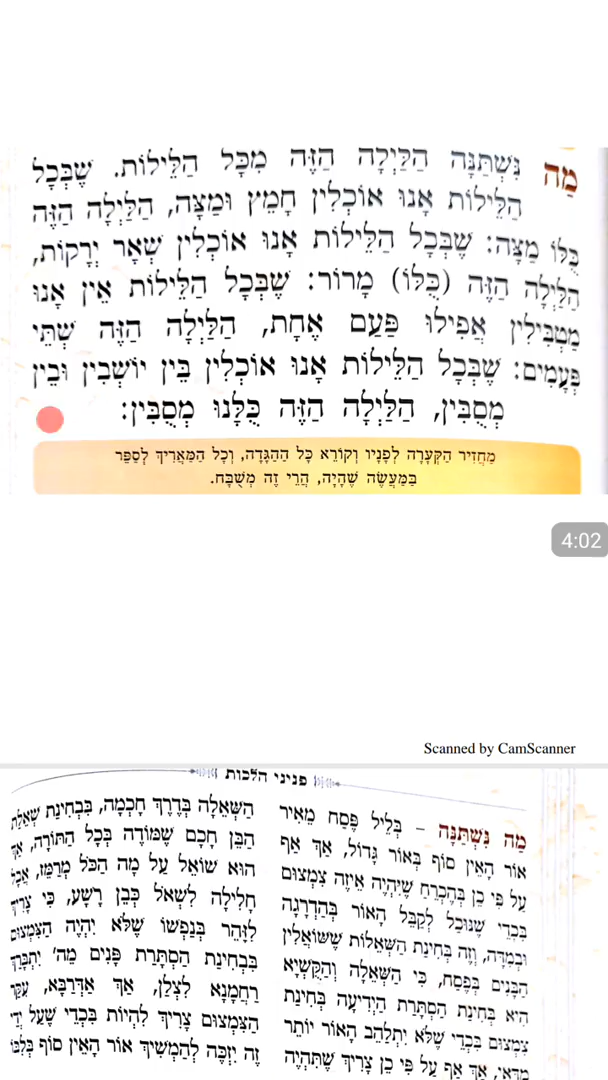 מַה נִּשְׁתַּנָּה הַלַּיְלָה הַזֶּה מִכָּל הַלֵּילוֹת. שֶׁבְּכָל
הַלֵּילוֹת אָנוּ אוֹכְלִין חָמֵץ וּמַצָּה, הַלַּיְלָה הַזֶּה
כֻּלּוֹ מַצָּה: שֶׁבְּכָל הַלֵּילוֹת אָנוּ אוֹכְלִין שְׁאָר יְרָקוֹת,
הַלַּיְלָה הַזֶּה (כֻּלּוֹ) מָרוֹר: שֶׁבְּכָל הַלֵּילוֹת אֵין אָנוּ
מַטְבִּילִין אֲפִילוּ פַּעַם אֶחָת, הַלַּיְלָה הַזֶּה שְׁתֵּי
פְּעָמִים: שֶׁבְּכָל הַלֵּילוֹת אָנוּ אוֹכְלִין בֵּין יוֹשְׁבִין וּבֵין
מְסֻבִּין, הַלַּיְלָה הַזֶּה כֻּלָּנוּ מְסֻבִּין:
מַחֲזִיר הַקְּעָרָה לְפָנָיו וְקוֹרֵא כָּל הַהַגָּדָה, וְכָל הַמַּאֲרִיךְ לְסַפֵּר
בַּמַּעֲשֶׂה שֶׁהָיָה, הֲרֵי זֶה מְשֻׁבָּח.
4:02
Scanned by CamScanner
פניני הלכות
מַה נִּשְׁתַּנָּה – בְּלֵיל פֶּסַח מֵאִיר
אוֹר הָאֵין סוֹף בְּאוֹר גָּדוֹל, אַךְ אַף
עַל פִּי כֵן בְּהֶכְרַח שֶׁיִּהְיֶה אֵיזֶה צִמְצוּם
בִּכְדֵי שֶׁנּוּכַל לְקַבֵּל הָאוֹר בְּהַדְרָגָה
וּבְמִדָּה, וְזֶה בְּחִינַת הַשְּׁאֵלוֹת שֶׁשּׁוֹאֲלִין
הַבָּנִים בְּפֶסַח, כִּי הַשְּׁאֵלָה וְהַקֻּשְׁיָא
הִיא בְּחִינַת הַסְתָּרַת הַיְדִיעָה בְּחִינַת
צִמְצוּם בִּכְדֵי שֶׁלֹּא יִתְלַהֵב הָאוֹר יוֹתֵר
מִדַּאי, אַךְ אַף עַל פִּי כֵן צָרִיךְ שֶׁתִּהְיֶה
הַשְּׁאֵלָה בְּדֶרֶךְ חָכְמָה, בִּבְחִינַת שְׁאֵלַת
הַבֵּן חָכָם שֶׁמּוֹדֶה בְּכָל הַתּוֹרָה, אַךְ
הוּא שׁוֹאֵל עַל מָה הַכֹּל מְרַמֵּז, אֲבָל
חָלִילָה לִשְׁאֹל כְּבֵן רָשָׁע, כִּי צָרִיךְ
לִזָּהֵר בְּנַפְשׁוֹ שֶׁלֹּא יִהְיֶה הַצִּמְצוּם
בִּבְחִינַת הַסְתָּרַת פָּנִים מֵה' יִתְבָּרַךְ
רַחֲמָנָא לִצְלַן, אַךְ אַדְּרַבָּא, עִקַּר
הַצִּמְצוּם צָרִיךְ לִהְיוֹת בִּכְדֵי שֶׁעַל יְדֵי
זֶה יִזְכֶּה לְהַמְשִׁיךְ אוֹר הָאֵין סוֹף בְּלִבּוֹ